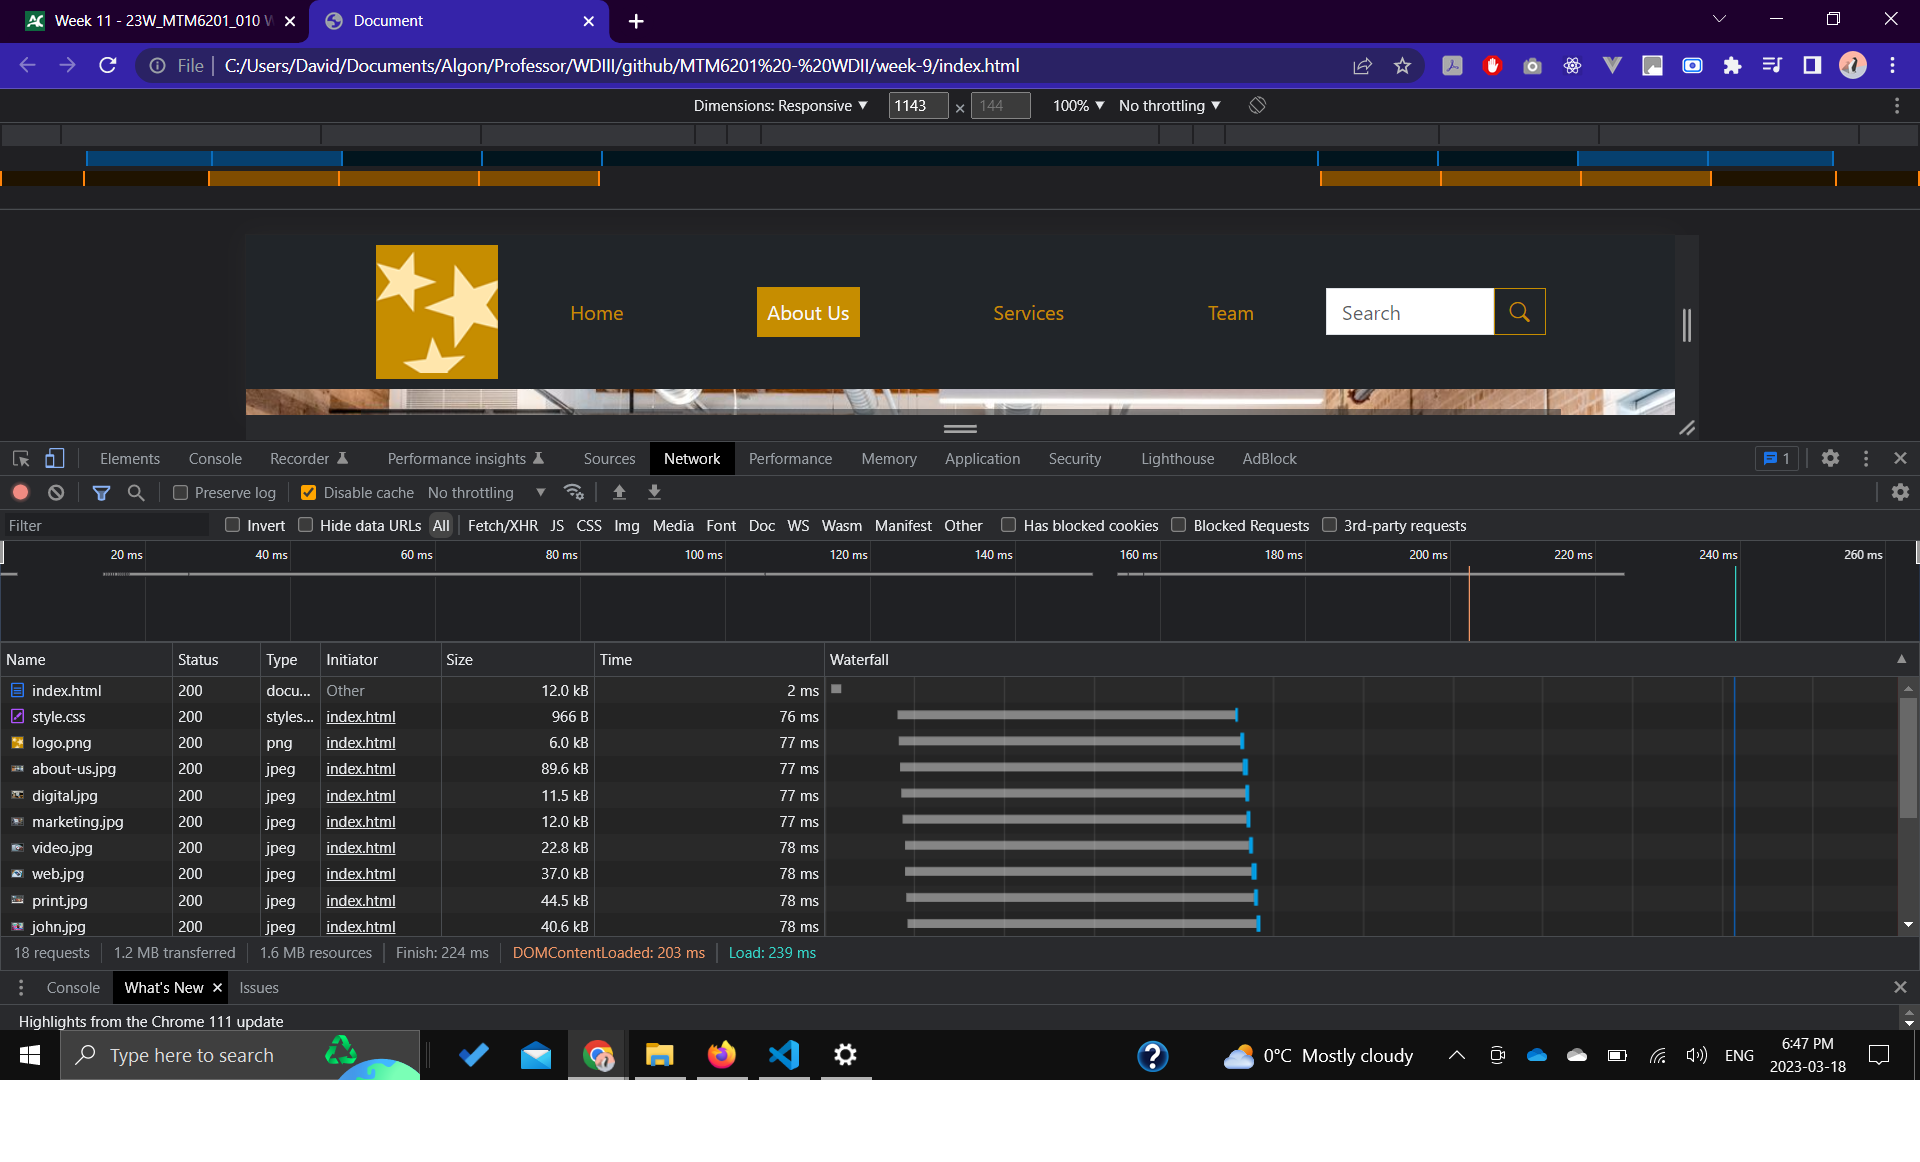 Week 11 - 23W_MTM6201_010 W
Document
File
C:/Users/David/Documents/Algon/Professor/WDIII/github/MTM6201%20-%20WDII/week-9/index.html
Dimensions: Responsive ▼ 1143 × 144 100% ▼ No throttling ▼
Home About Us Services Team Search
Elements Console Recorder Performance insights Sources Network Performance Memory Application Security Lighthouse AdBlock 1
Preserve log Disable cache No throttling ▼
Filter Invert Hide data URLs All Fetch/XHR JS CSS Img Media Font Doc WS Wasm Manifest Other Has blocked cookies Blocked Requests 3rd-party requests
20 ms 40 ms 60 ms 80 ms 100 ms 120 ms 140 ms 160 ms 180 ms 200 ms 220 ms 240 ms 260 ms
Name Status Type Initiator Size Time Waterfall
index.html 200 docu... Other 12.0 kB 2 ms
style.css 200 styles... index.html 966 B 76 ms
logo.png 200 png index.html 6.0 kB 77 ms
about-us.jpg 200 jpeg index.html 89.6 kB 77 ms
digital.jpg 200 jpeg index.html 11.5 kB 77 ms
marketing.jpg 200 jpeg index.html 12.0 kB 77 ms
video.jpg 200 jpeg index.html 22.8 kB 78 ms
web.jpg 200 jpeg index.html 37.0 kB 78 ms
print.jpg 200 jpeg index.html 44.5 kB 78 ms
john.jpg 200 jpeg index.html 40.6 kB 78 ms
18 requests 1.2 MB transferred 1.6 MB resources Finish: 224 ms DOMContentLoaded: 203 ms Load: 239 ms
Console What's New Issues
Highlights from the Chrome 111 update
Type here to search
0°C Mostly cloudy
ENG
6:47 PM
2023-03-18